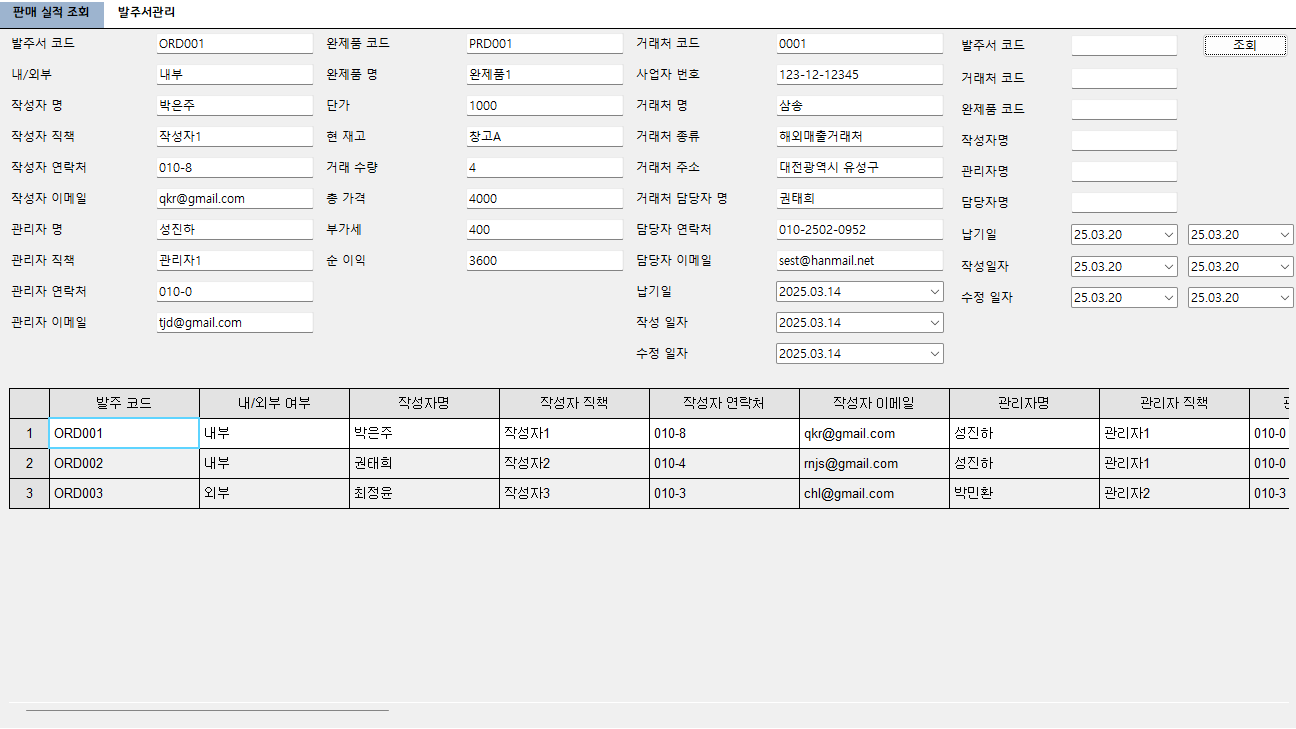 판매 실적 조회 발주서관리
발주서 코드 ORD001 완제품 코드 PRD001 거래처 코드 0001 발주서 코드 조회
내/외부 내부 완제품 명 완제품1 사업자 번호 123-12-12345 거래처 코드
작성자 명 박은주 단가 1000 거래처 명 삼송 완제품 코드
작성자 직책 작성자1 현 재고 창고A 거래처 종류 해외매출거래처 작성자명
작성자 연락처 010-8 거래 수량 4 거래처 주소 대전광역시 유성구 관리자명
작성자 이메일 qkr@gmail.com 총 가격 4000 거래처 담당자 명 권태희 담당자명
관리자 명 성진하 부가세 400 담당자 연락처 010-2502-0952 납기일 25.03.20 25.03.20
관리자 직책 관리자1 순 이익 3600 담당자 이메일 sest@hanmail.net 작성일자 25.03.20 25.03.20
관리자 연락처 010-0 납기일 2025.03.14 수정 일자 25.03.20 25.03.20
관리자 이메일 tjd@gmail.com 작성 일자 2025.03.14
수정 일자 2025.03.14
발주 코드 내/외부 여부 작성자명 작성자 직책 작성자 연락처 작성자 이메일 관리자명 관리자 직책
1 ORD001 내부 박은주 작성자1 010-8 qkr@gmail.com 성진하 관리자1 010-0
2 ORD002 내부 권태희 작성자2 010-4 rnjs@gmail.com 성진하 관리자1 010-0
3 ORD003 외부 최정윤 작성자3 010-3 chl@gmail.com 박민환 관리자2 010-3